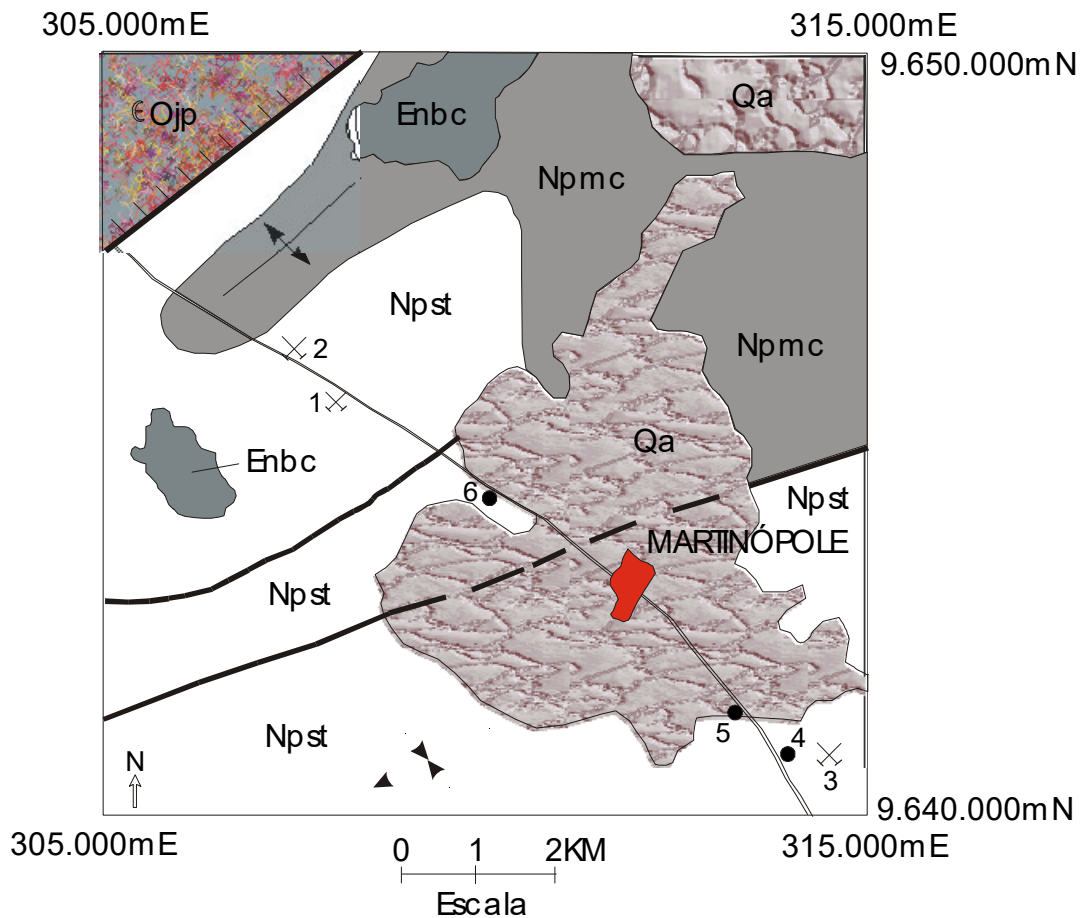 305.000mE
315.000mE
9.650.000mN
ЄOjp
Enbc
Qa
Npmc
Npst
Npmc
2
1
Qa
Enbc
6
Npst
MARTINÓPOLE
Npst
5
4
3
Npst
N
9.640.000mN
305.000mE
315.000mE
0 1 2KM
Escala